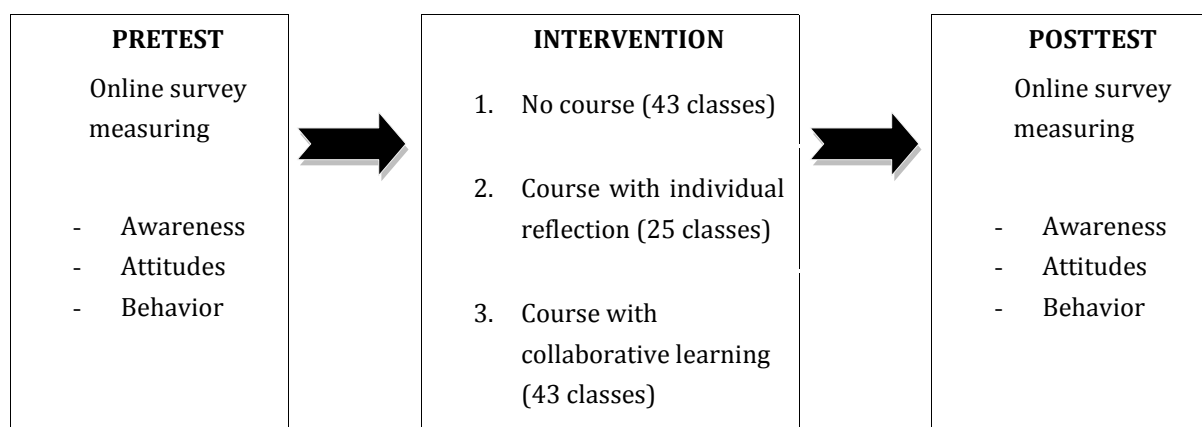 PRETEST
Online survey
measuring
- Awareness
- Attitudes
- Behavior
INTERVENTION
1. No course (43 classes)
2. Course with individual
reflection (25 classes)
3. Course with
collaborative learning
(43 classes)
POSTTEST
Online survey
measuring
- Awareness
- Attitudes
- Behavior